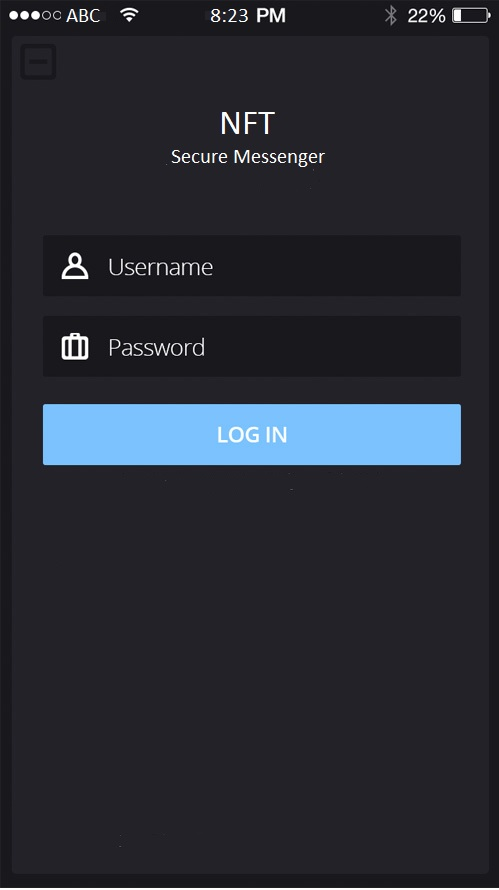 ABC 8:23 PM 22%
NFT
Secure Messenger
Username
Password
LOG IN